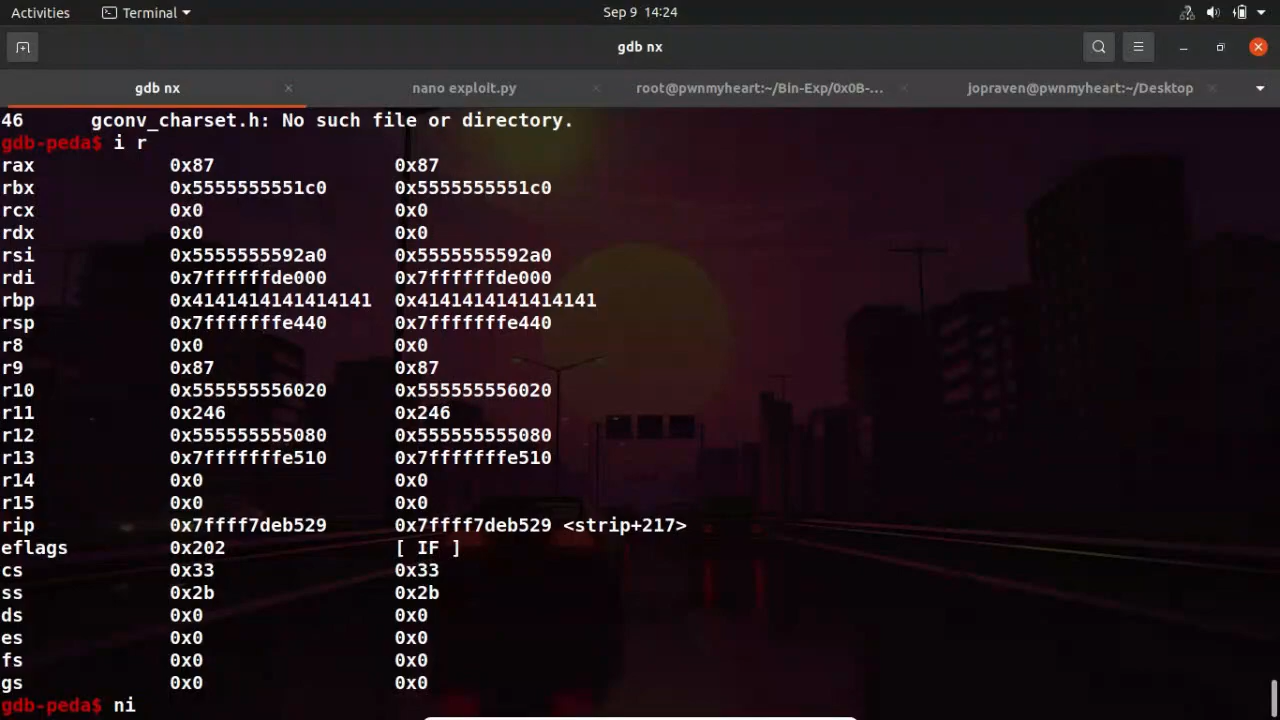 Activities Terminal Sep 9 14:24
gdb nx
gdb nx nano exploit.py root@pwnmyheart:~/Bin-Exp/0x0B-... jopraven@pwnmyheart:~/Desktop
46 gconv_charset.h: No such file or directory.
gdb-peda$ i r
rax 0x87 0x87
rbx 0x5555555551c0 0x5555555551c0
rcx 0x0 0x0
rdx 0x0 0x0
rsi 0x5555555592a0 0x5555555592a0
rdi 0x7ffffffde000 0x7ffffffde000
rbp 0x4141414141414141 0x4141414141414141
rsp 0x7fffffffe440 0x7fffffffe440
r8 0x0 0x0
r9 0x87 0x87
r10 0x555555556020 0x555555556020
r11 0x246 0x246
r12 0x555555555080 0x555555555080
r13 0x7fffffffe510 0x7fffffffe510
r14 0x0 0x0
r15 0x0 0x0
rip 0x7ffff7deb529 0x7ffff7deb529 <strip+217>
eflags 0x202 [ IF ]
cs 0x33 0x33
ss 0x2b 0x2b
ds 0x0 0x0
es 0x0 0x0
fs 0x0 0x0
gs 0x0 0x0
gdb-peda$ ni